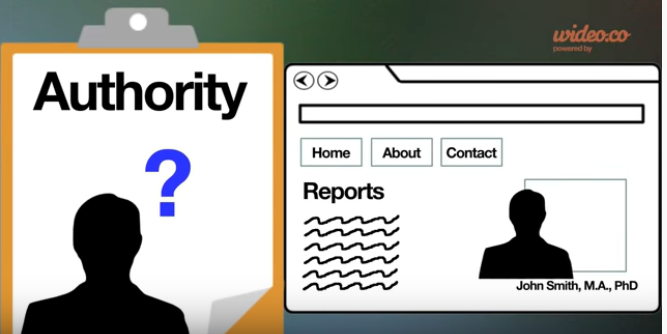 wideo.co
powered by
Authority
?
Home
About
Contact
Reports
John Smith, M.A., PhD